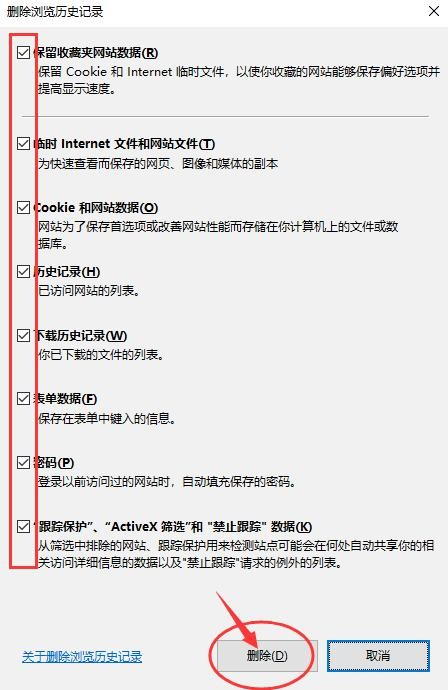 删除浏览历史记录
保留收藏夹网站数据(R)
保留 Cookie 和 Internet 临时文件，以使你收藏的网站能够保存偏好选项并
提高显示速度。
临时 Internet 文件和网站文件(T)
为快速查看而保存的网页、图像和媒体的副本
Cookie 和网站数据(O)
网站为了保存首选项或改善网站性能而存储在你计算机上的文件或数
据库。
历史记录(H)
已访问网站的列表。
下载历史记录(W)
你已下载的文件的列表。
表单数据(F)
保存在表单中键入的信息。
密码(P)
登录以前访问过的网站时，自动填充保存的密码。
“跟踪保护”、“ActiveX 筛选”和 "禁止跟踪" 数据(K)
从筛选中排除的网站、跟踪保护用来检测站点可能会在何处自动共享你的相
关访问详细信息的数据以及"禁止跟踪"请求的例外的列表。
关于删除浏览历史记录
删除(D)
取消